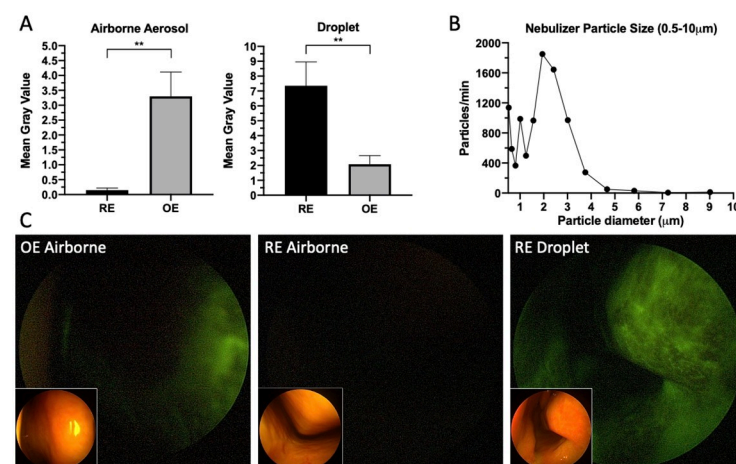 A
Airborne Aerosol
**
Mean Gray Value
5.0
4.5
4.0
3.5
3.0
2.5
2.0
1.5
1.0
0.5
0.0
RE OE
Droplet
**
Mean Gray Value
10
9
8
7
6
5
4
3
2
1
0
RE OE
B
Nebulizer Particle Size (0.5-10μm)
Particles/min
2000
1600
1200
800
400
0
1 2 3 4 5 6 7 8 9 10
Particle diameter (μm)
C
OE Airborne
RE Airborne
RE Droplet